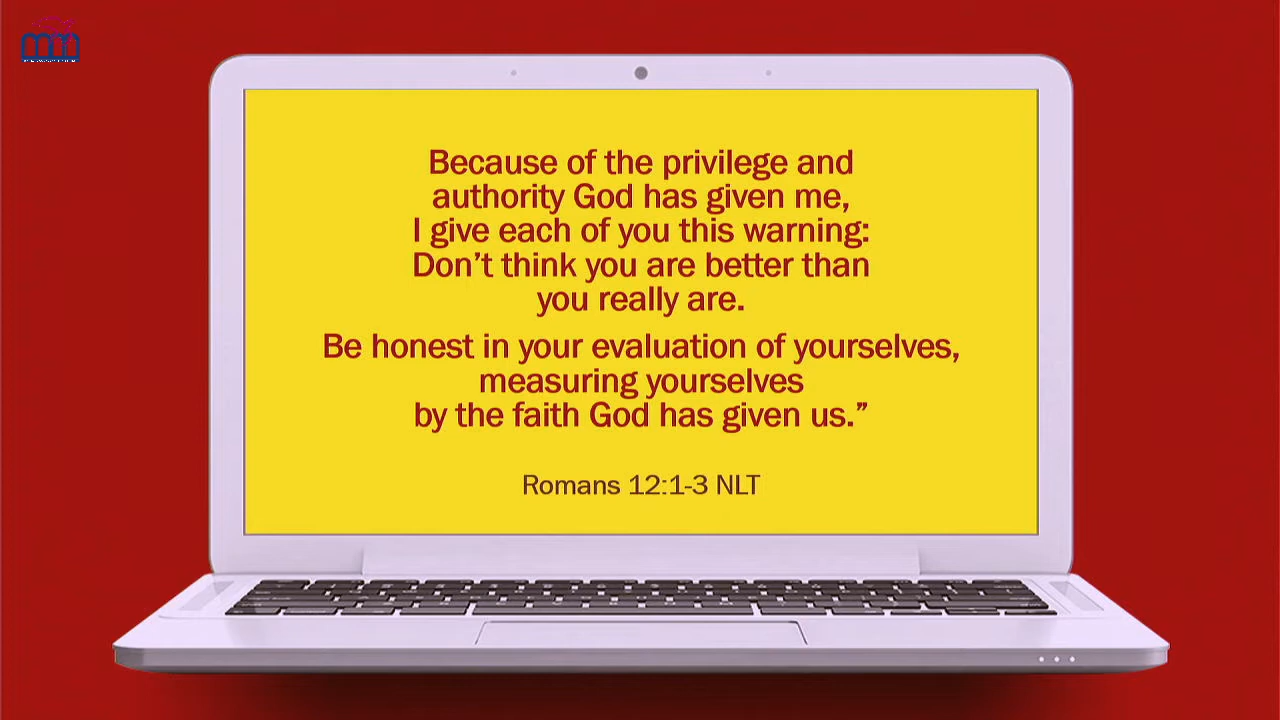 Because of the privilege and
authority God has given me,
I give each of you this warning:
Don’t think you are better than
you really are.
Be honest in your evaluation of yourselves,
measuring yourselves
by the faith God has given us.”
Romans 12:1-3 NLT